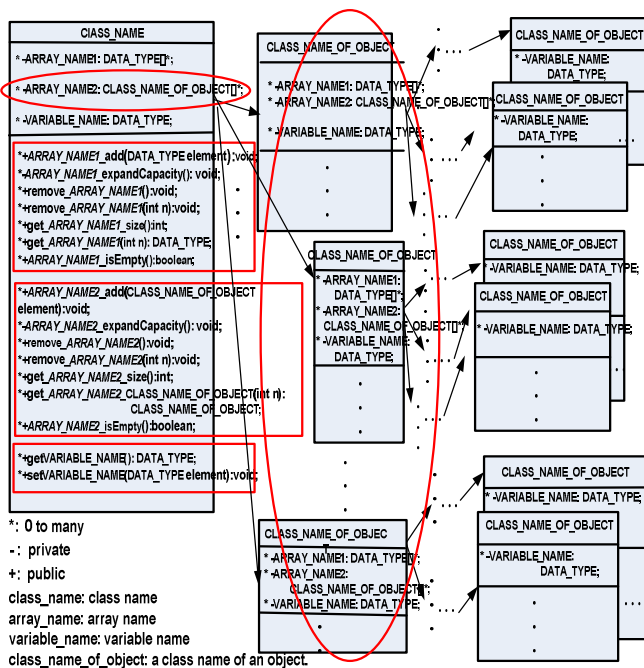 ClASS_NAME
* -ARRAY_NAME1: DATA_TYPE[]*;
* -ARRAY_NAME2: CLASS_NAME_OF_OBJECT[]*;
* -VARIABLE_NAME: DATA_TYPE;
*+ARRAY_NAME1_add(DATA_TYPE element):void;
*-ARRAY_NAME1_expandCapacity(): void;
*+remove_ARRAY_NAME1():void;
*+remove_ARRAY_NAME1(int n):void;
*+get_ARRAY_NAME1_size():int;
*+get_ARRAY_NAME1(int n): DATA_TYPE;
*+ARRAY_NAME1_isEmpty():boolean;
*+ARRAY_NAME2_add(CLASS_NAME_OF_OBJECT
element):void;
*-ARRAY_NAME2_expandCapacity(): void;
*+remove_ARRAY_NAME2():void;
*+remove_ARRAY_NAME2(int n):void;
*+get_ARRAY_NAME2_size():int;
*+get_ARRAY_NAME2_CLASS_NAME_OF_OBJECT(int n):
CLASS_NAME_OF_OBJECT;
*+ARRAY_NAME2_isEmpty():boolean;
*+getVARIABLE_NAME(): DATA_TYPE;
*+setVARIABLE_NAME(DATA_TYPE element):void;
*: 0 to many
-: private
+: public
class_name: class name
array_name: array name
variable_name: variable name
class_name_of_object: a class name of an object.
CLASS_NAME_OF_OBJECT
* -ARRAY_NAME1: DATA_TYPE[]*;
* -ARRAY_NAME2: CLASS_NAME_OF_OBJECT[]*;
* -VARIABLE_NAME: DATA_TYPE;
CLASS_NAME_OF_OBJECT
* -ARRAY_NAME1:
DATA_TYPE[]*;
* -ARRAY_NAME2:
CLASS_NAME_OF_OBJECT[]*;
* -VARIABLE_NAME:
DATA_TYPE;
CLASS_NAME_OF_OBJEC
T
* -ARRAY_NAME1: DATA_TYPE[]*;
* -ARRAY_NAME2:
CLASS_NAME_OF_OBJECT[]*;
* -VARIABLE_NAME: DATA_TYPE;
CLASS_NAME_OF_OBJECT
* -VARIABLE_NAME:
DATA_TYPE;
CLASS_NAME_OF_OBJECT
* -VARIABLE_NAME:
DATA_TYPE;
CLASS_NAME_OF_OBJECT
* -VARIABLE_NAME: DATA_TYPE;
CLASS_NAME_OF_OBJECT
* -VARIABLE_NAME: DATA_TYPE;
CLASS_NAME_OF_OBJECT
* -VARIABLE_NAME: DATA_TYPE;
CLASS_NAME_OF_OBJECT
* -VARIABLE_NAME:
DATA_TYPE;